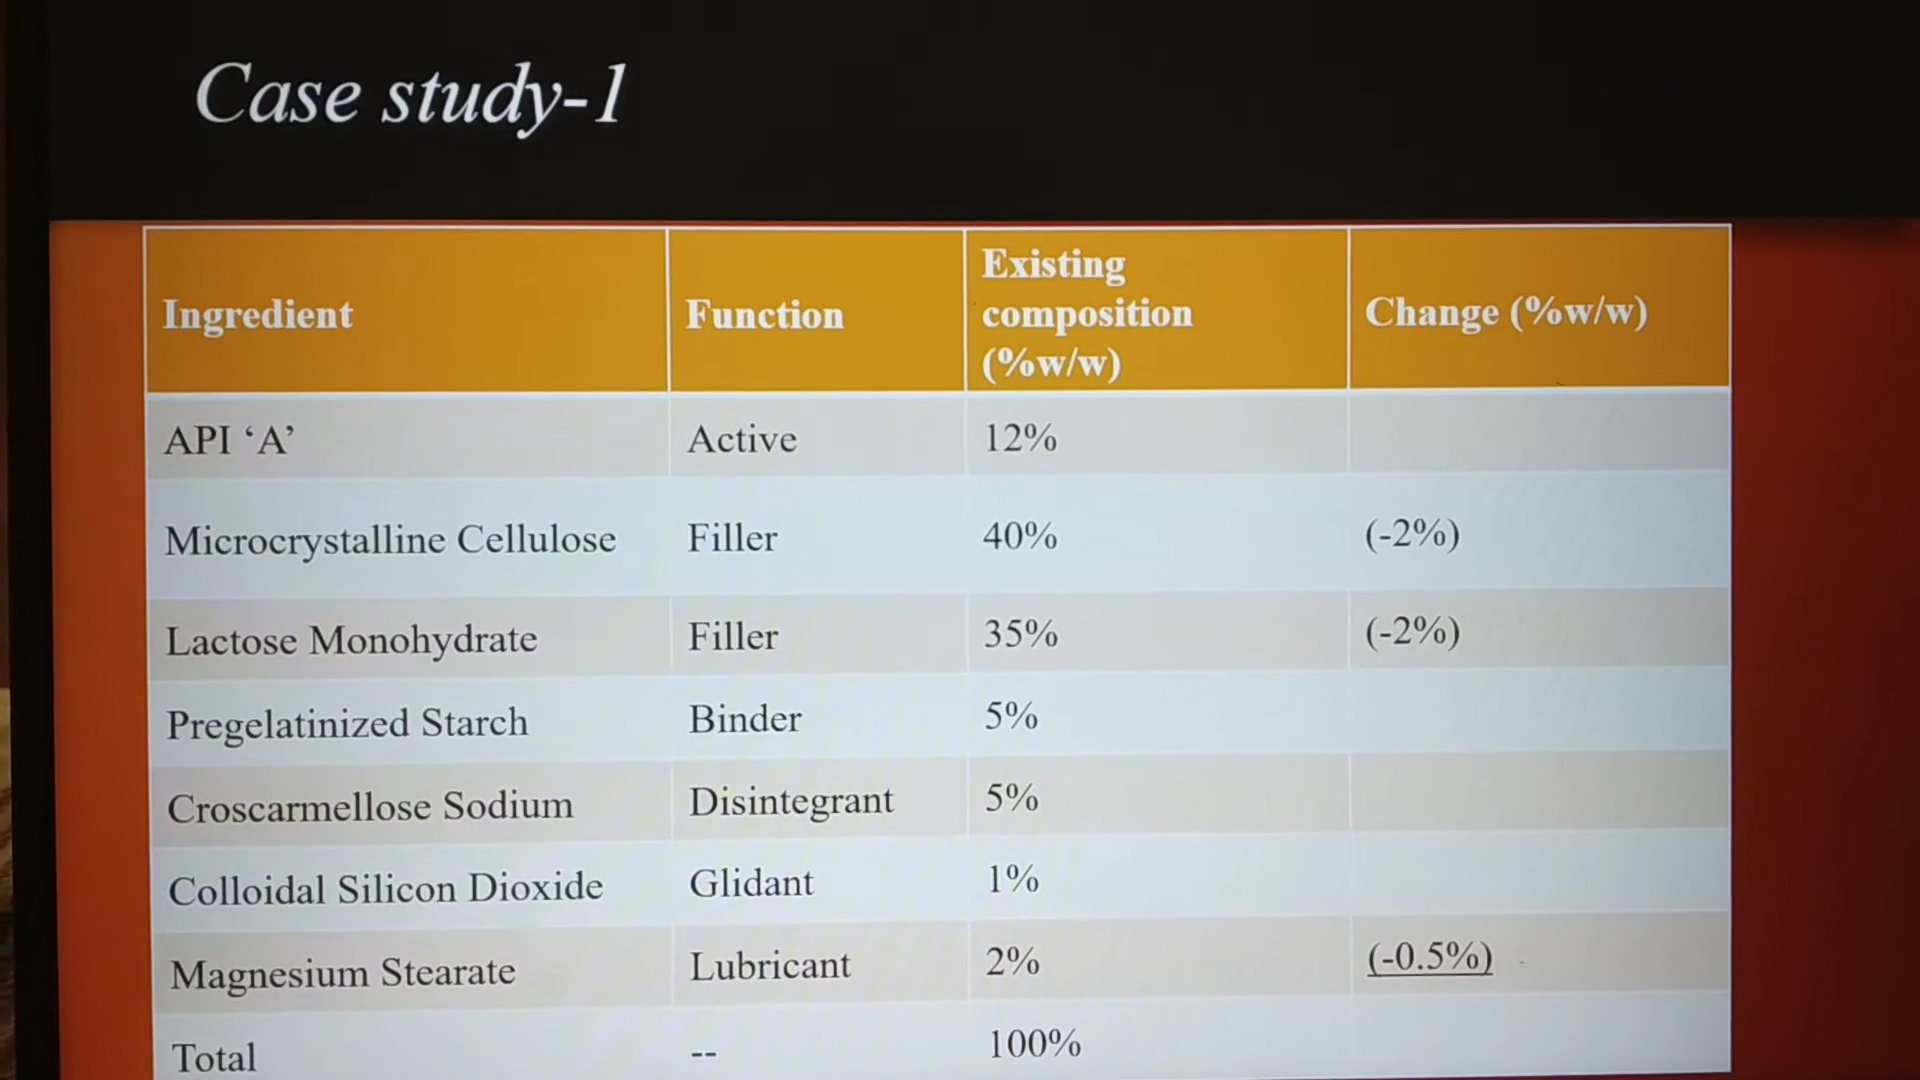 Case study-1
Ingredient Function Existing composition (%w/w) Change (%w/w)
API ‘A’ Active 12%
Microcrystalline Cellulose Filler 40% (-2%)
Lactose Monohydrate Filler 35% (-2%)
Pregelatinized Starch Binder 5%
Croscarmellose Sodium Disintegrant 5%
Colloidal Silicon Dioxide Glidant 1%
Magnesium Stearate Lubricant 2% (-0.5%)
Total -- 100%